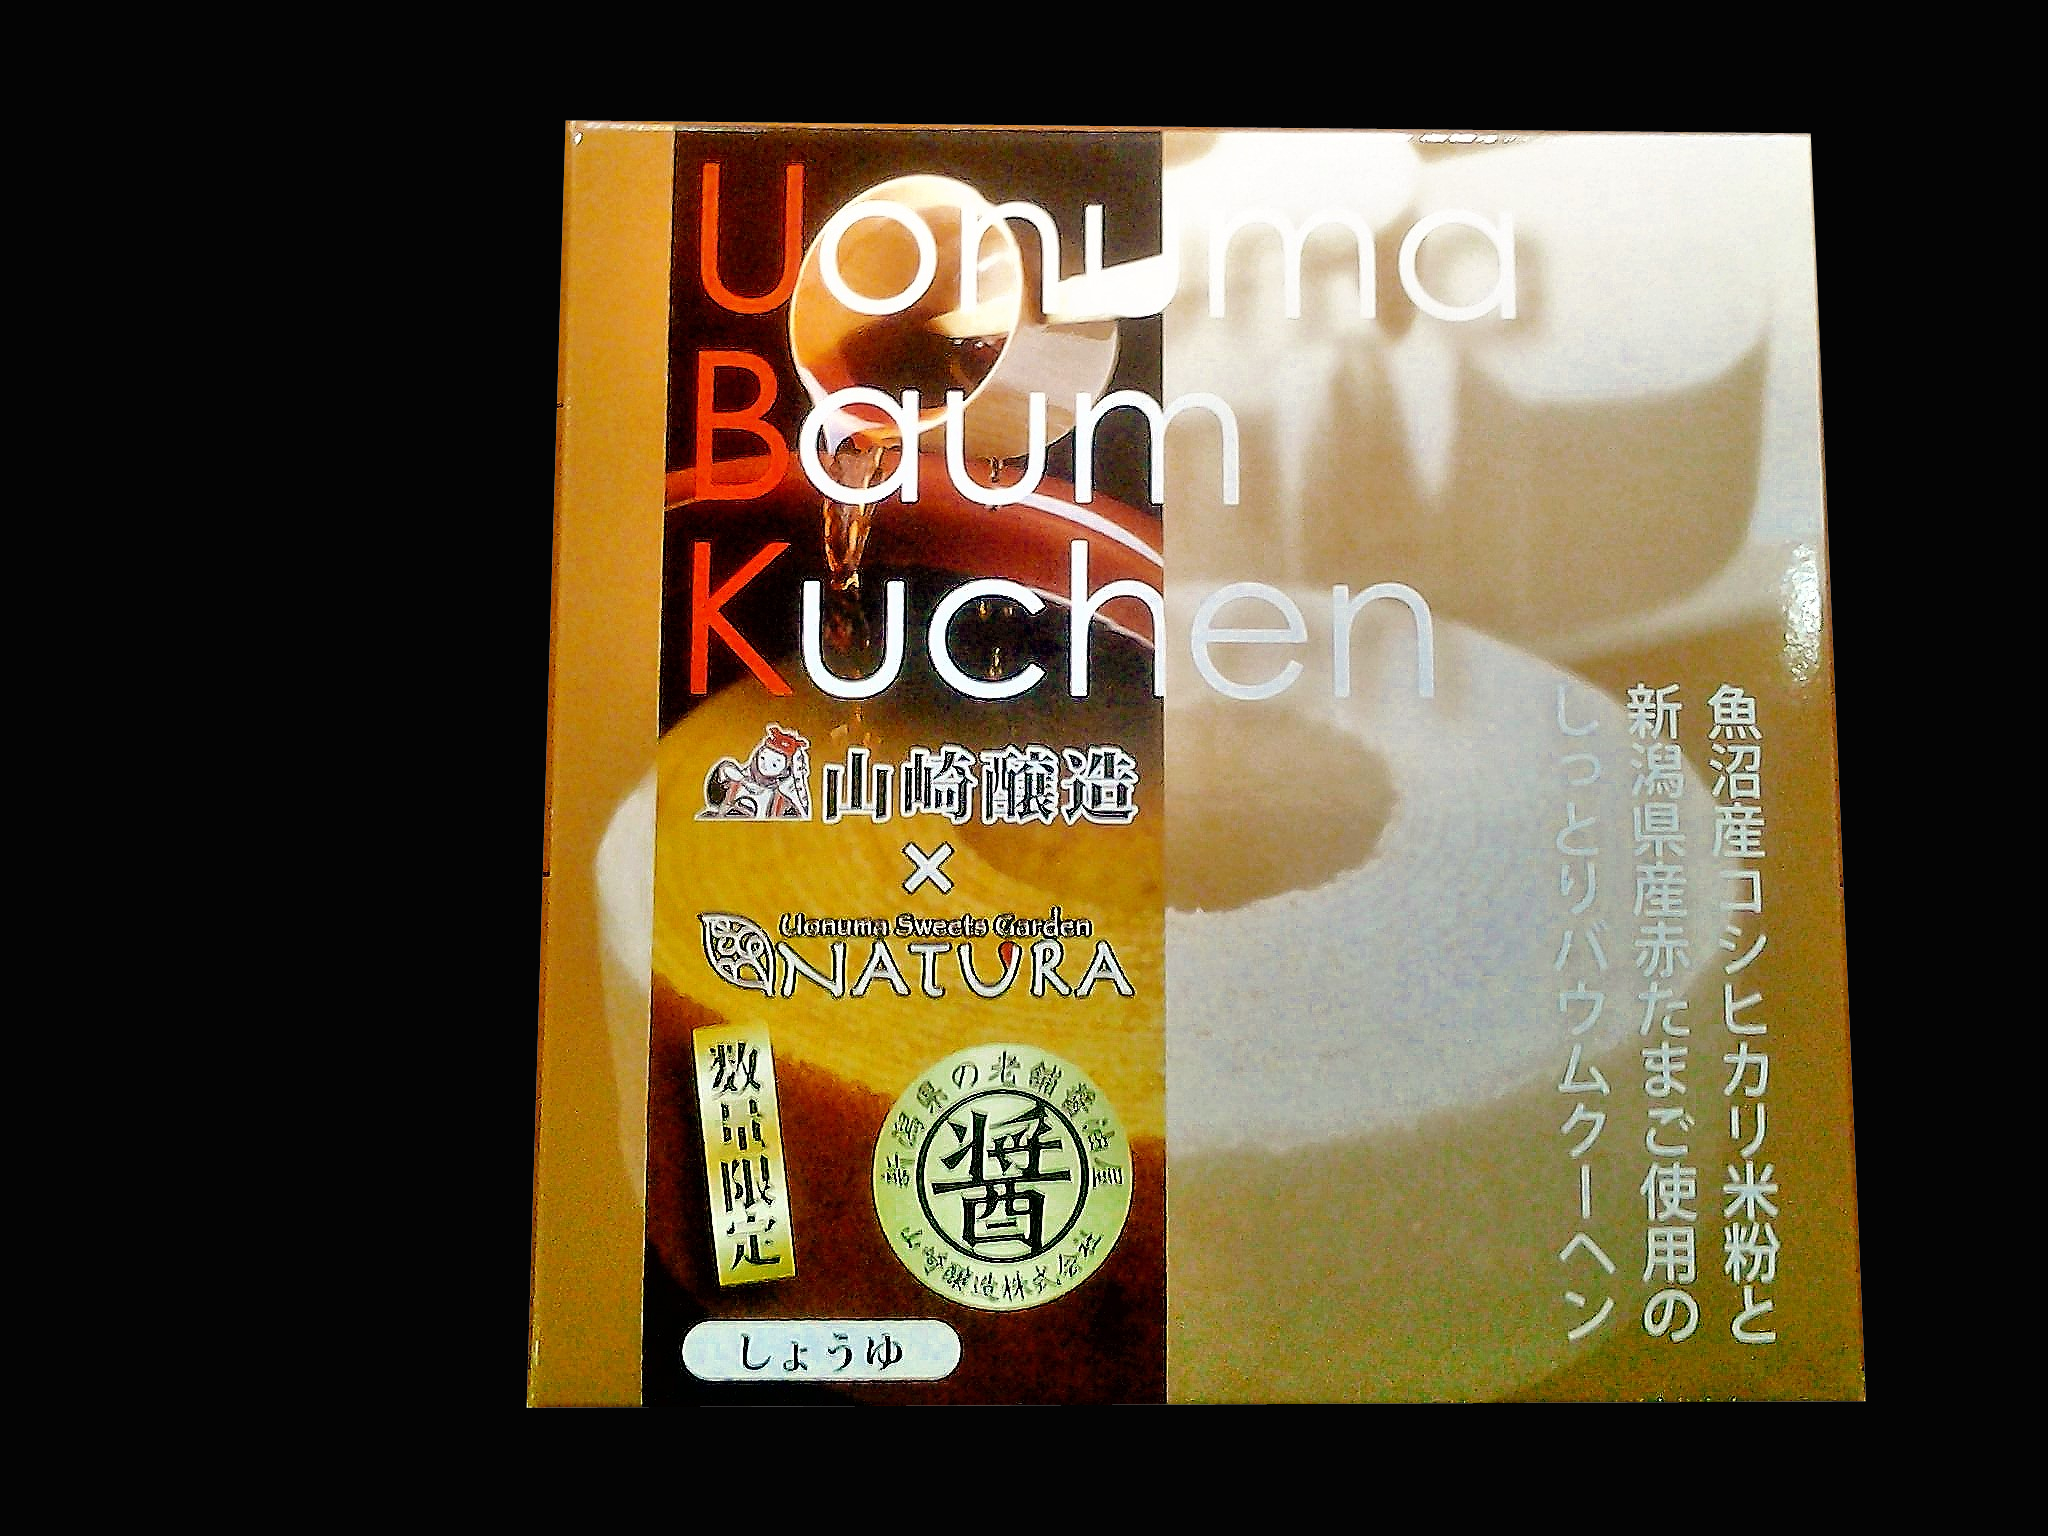 Uonuma
Baum
Kuchen
山崎醸造
×
Uonuma Sweets Garden
NATURA
数量限定
新潟県の老舗醤油屋
醤
山崎醸造株式会社
しょうゆ
魚沼産コシヒカリ米粉と
新潟県産赤たまご使用の
しっとりバウムクーヘン